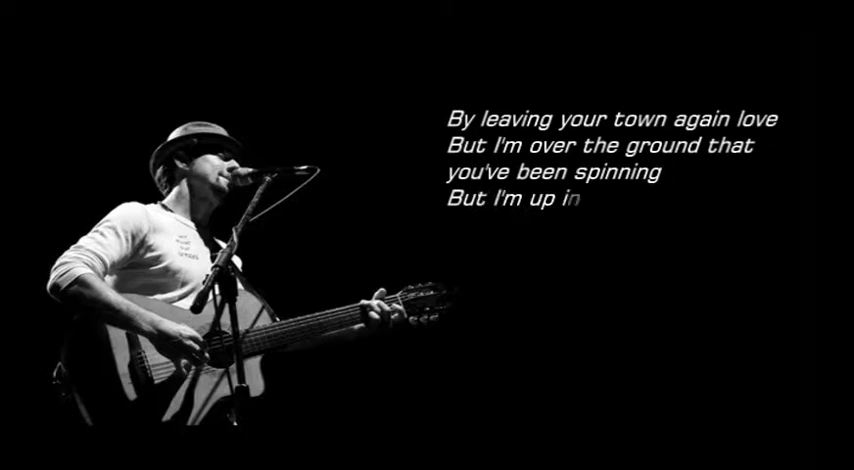 By leaving your town again love
But I'm over the ground that
you've been spinning
But I'm up in